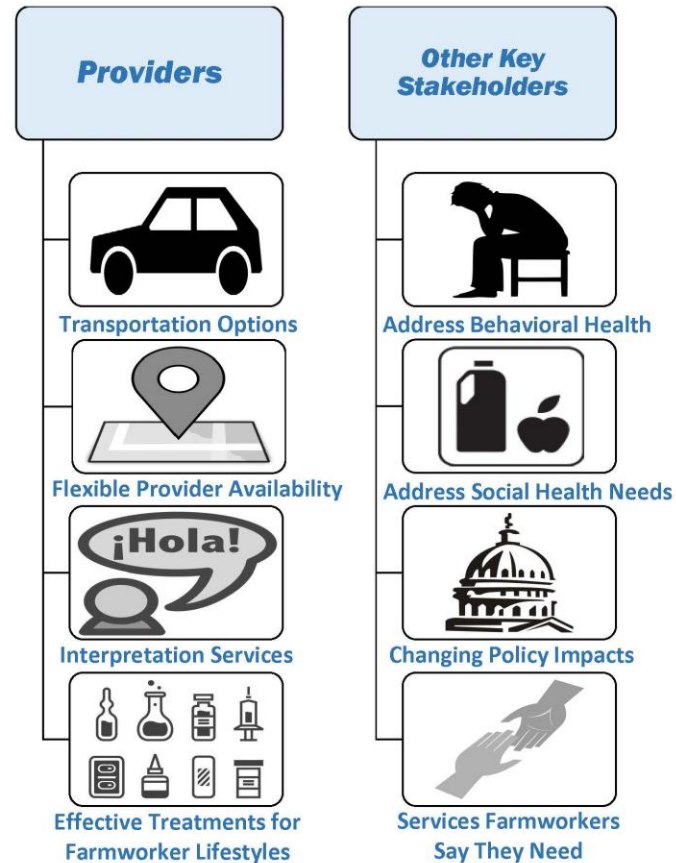 Providers
Transportation Options
Flexible Provider Availability
¡Hola!
Interpretation Services
Effective Treatments for
Farmworker Lifestyles
Other Key
Stakeholders
Address Behavioral Health
Address Social Health Needs
Changing Policy Impacts
Services Farmworkers
Say They Need